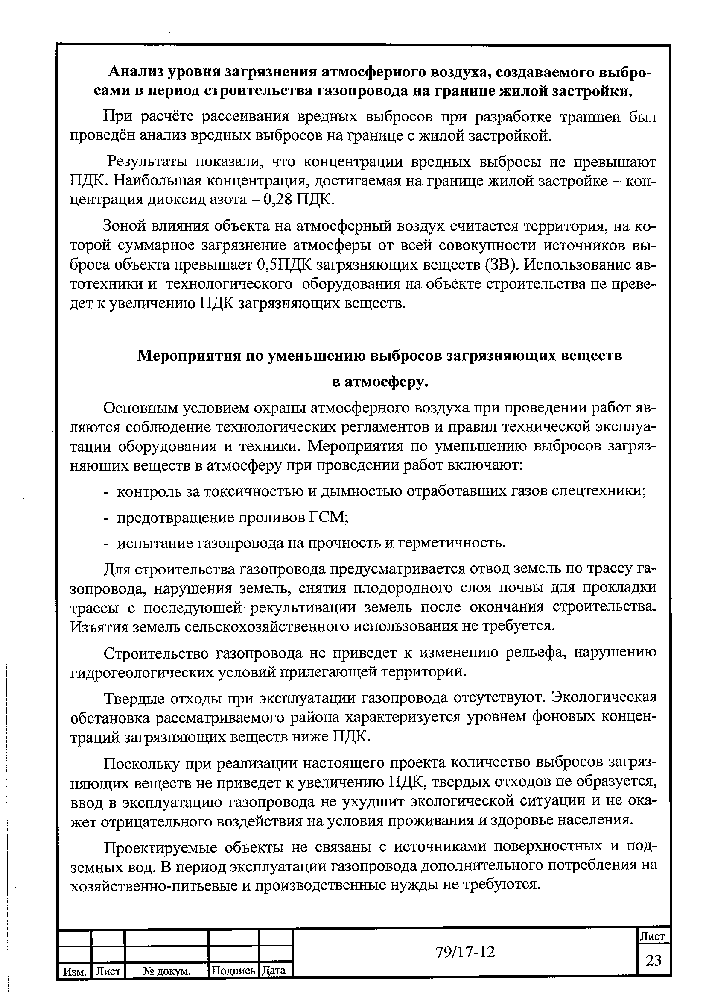 Анализ уровня загрязнения атмосферного воздуха, создаваемого выбро-
сами в период строительства газопровода на границе жилой застройки.
При расчёте рассеивания вредных выбросов при разработке траншеи был
проведён анализ вредных выбросов на границе с жилой застройкой.
Результаты показали, что концентрации вредных выбросы не превышают
ПДК. Наибольшая концентрация, достигаемая на границе жилой застройке – кон-
центрация диоксид азота – 0,28 ПДК.
Зоной влияния объекта на атмосферный воздух считается территория, на ко-
торой суммарное загрязнение атмосферы от всей совокупности источников вы-
броса объекта превышает 0,5ПДК загрязняющих веществ (ЗВ). Использование ав-
тотехники и технологического оборудования на объекте строительства не преве-
дет к увеличению ПДК загрязняющих веществ.
Мероприятия по уменьшению выбросов загрязняющих веществ
в атмосферу.
Основным условием охраны атмосферного воздуха при проведении работ яв-
ляются соблюдение технологических регламентов и правил технической эксплуа-
тации оборудования и техники. Мероприятия по уменьшению выбросов загряз-
няющих веществ в атмосферу при проведении работ включают:
- контроль за токсичностью и дымностью отработавших газов спецтехники;
- предотвращение проливов ГСМ;
- испытание газопровода на прочность и герметичность.
Для строительства газопровода предусматривается отвод земель по трассу га-
зопровода, нарушения земель, снятия плодородного слоя почвы для прокладки
трассы с последующей рекультивации земель после окончания строительства.
Изъятия земель сельскохозяйственного использования не требуется.
Строительство газопровода не приведет к изменению рельефа, нарушению
гидрогеологических условий прилегающей территории.
Твердые отходы при эксплуатации газопровода отсутствуют. Экологическая
обстановка рассматриваемого района характеризуется уровнем фоновых концен-
траций загрязняющих веществ ниже ПДК.
Поскольку при реализации настоящего проекта количество выбросов загряз-
няющих веществ не приведет к увеличению ПДК, твердых отходов не образуется,
ввод в эксплуатацию газопровода не ухудшит экологической ситуации и не ока-
жет отрицательного воздействия на условия проживания и здоровье населения.
Проектируемые объекты не связаны с источниками поверхностных и под-
земных вод. В период эксплуатации газопровода дополнительного потребления на
хозяйственно-питьевые и производственные нужды не требуются.
Изм. Лист № докум. Подпись Дата
79/17-12
Лист
23